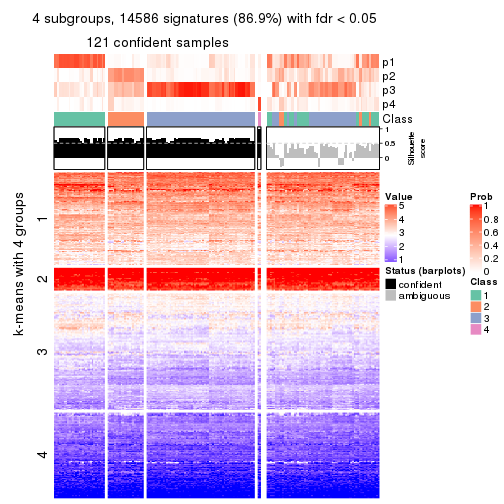 4 subgroups, 14586 signatures (86.9%) with fdr < 0.05
121 confident samples
p1
p2
p3
p4
Class
1
0.5
0
Silhouette
score
k-means with 4 groups
1
2
3
4
Value
5
4
3
2
1
Status (barplots)
confident
ambiguous
Prob
1
0.8
0.6
0.4
0.2
0
Class
1
2
3
4